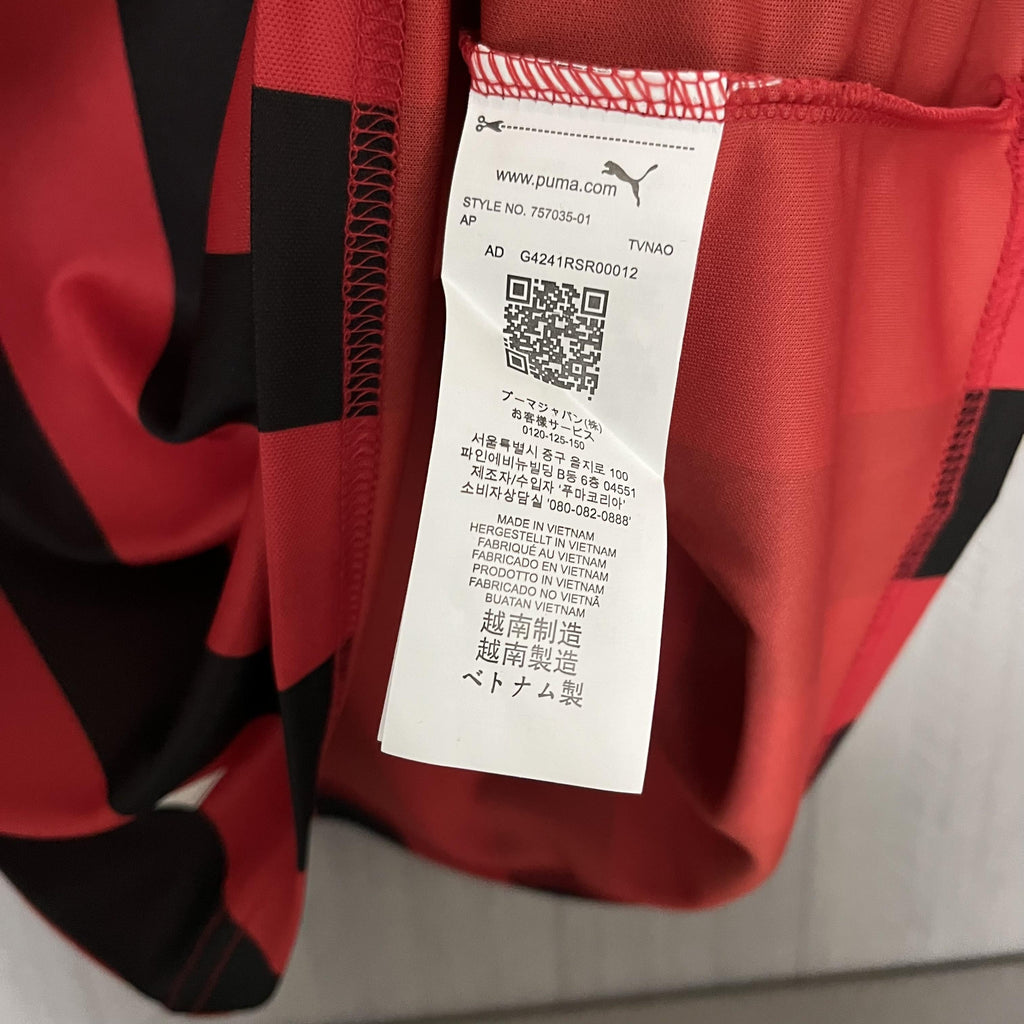 www.puma.com
STYLE NO. 757035-01
AP
TVNAO
AD G4241RSR00012
プーマジャパン(株)
お客様サービス
0120-125-150
서울특별시 중구 을지로 100
파인에비뉴빌딩 B동 6층 04551
제조자/수입자 '푸마코리아'
소비자상담실 '080-082-0888'
MADE IN VIETNAM
HERGESTELLT IN VIETNAM
FABRIQUÉ AU VIETNAM
FABRICADO EN VIETNAM
PRODOTTO IN VIETNAM
FABRICADO NO VIETNÃ
BUATAN VIETNAM
越南制造
越南製造
ベトナム製